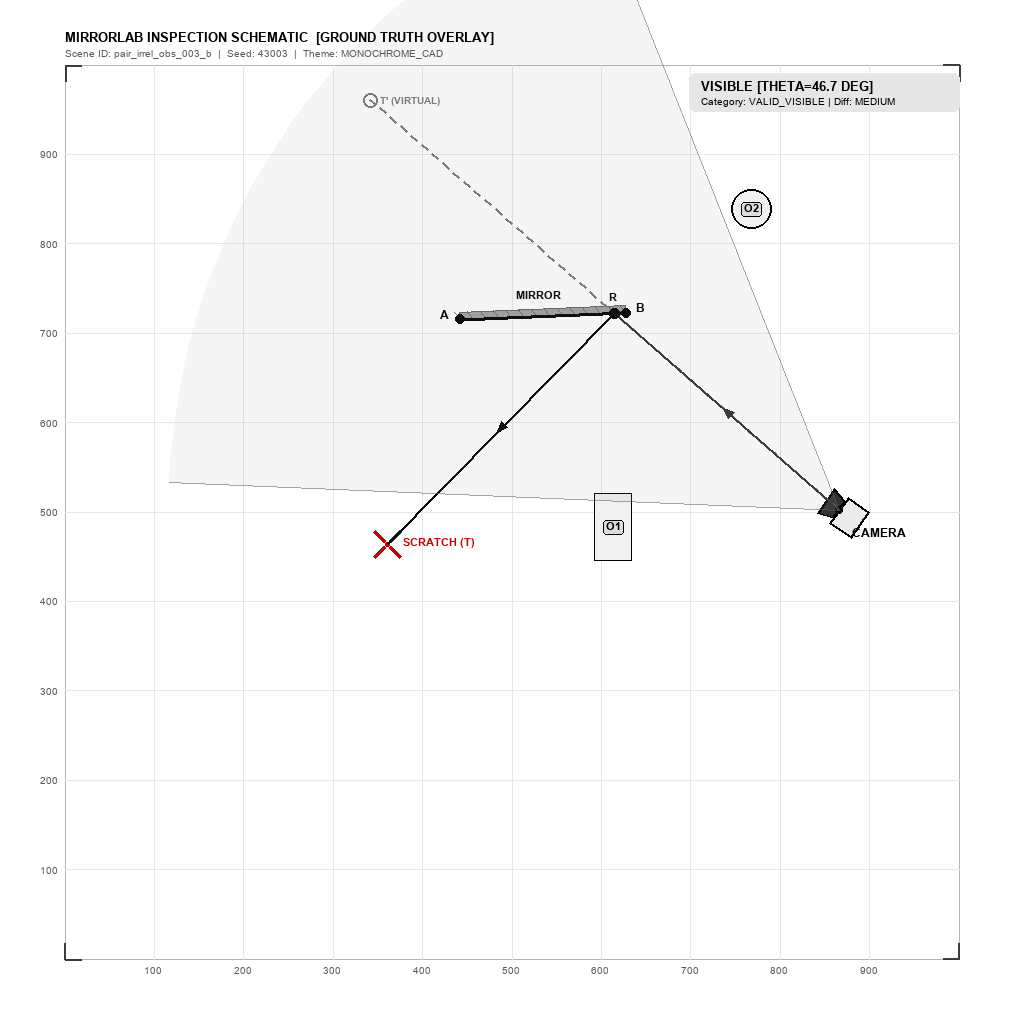 MIRRORLAB INSPECTION SCHEMATIC [GROUND TRUTH OVERLAY]
Scene ID: pair_irrel_obs_003_b | Seed: 43003 | Theme: MONOCHROME_CAD
VISIBLE [THETA=46.7 DEG]
Category: VALID_VISIBLE | Diff: MEDIUM
T' (VIRTUAL)
O2
MIRROR
R
A
B
O1
CAMERA
SCRATCH (T)
900
800
700
600
500
400
300
200
100
100 200 300 400 500 600 700 800 900